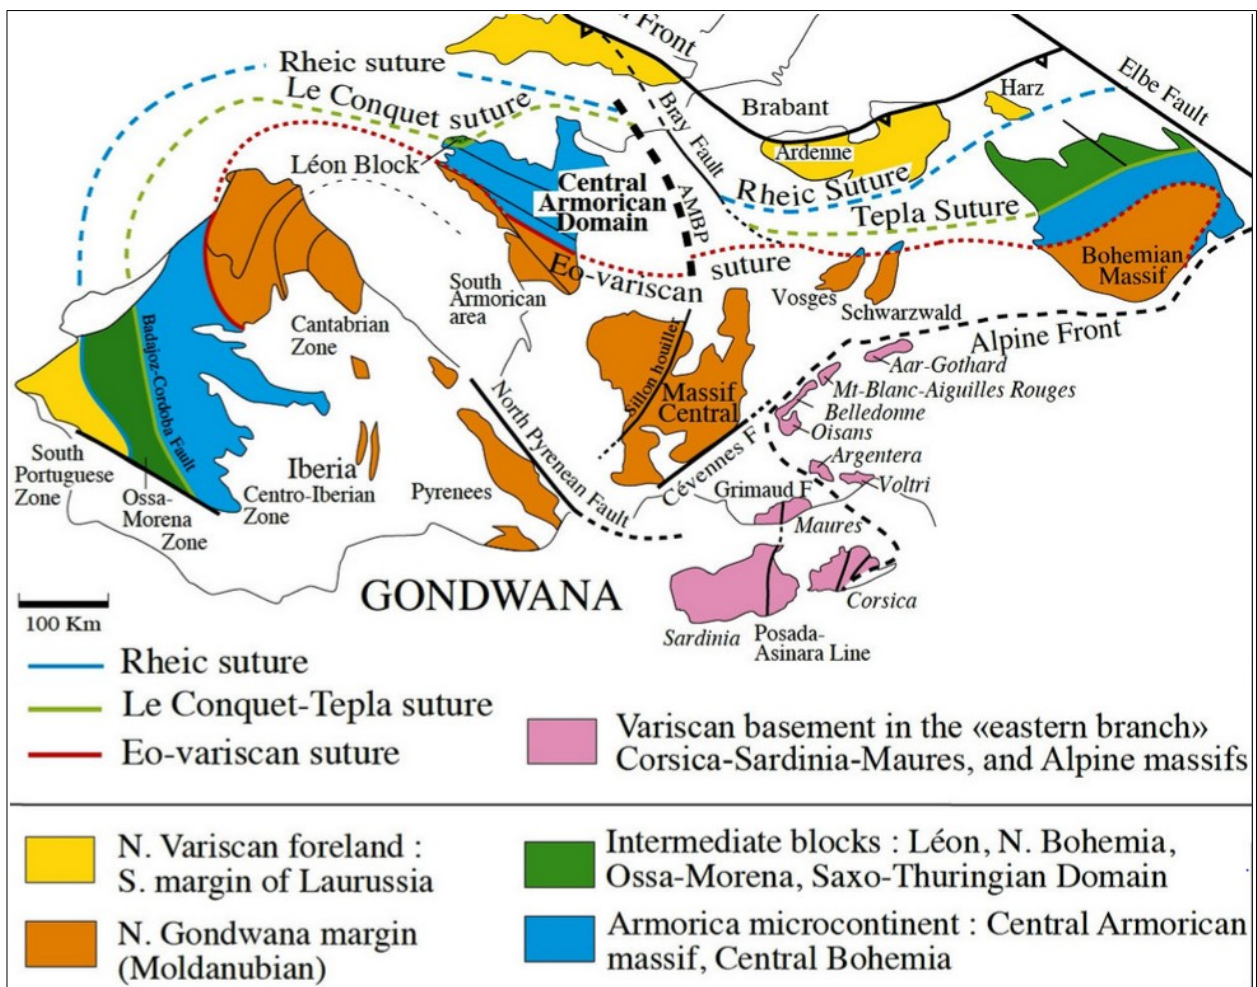 Front
Elbe Fault
Rheic suture
Le Conquet suture
Bray Fault
Brabant
Harz
Ardenne
Léon Block
Central
Armorican
Domain
AMBP
Rheic Suture
Tepla Suture
Eo-variscan suture
South
Armorican
area
Vosges
Schwarzwald
Bohemian
Massif
Cantabrian
Zone
Badajoz-Cordoba Fault
Sillon houiller
Massif
Central
Alpine Front
Aar-Gothard
Mt-Blanc-Aiguilles Rouges
Belledonne
Oisans
Argentera
Voltri
North Pyrenean Fault
Cévennes F
Grimaud F
Maures
South
Portuguese
Zone
Ossa-
Morena
Zone
Iberia
Centro-Iberian
Zone
Pyrenees
GONDWANA
Corsica
Sardinia
Posada-
Asinara Line
100 Km
Rheic suture
Le Conquet-Tepla suture
Eo-variscan suture
Variscan basement in the «eastern branch»
Corsica-Sardinia-Maures, and Alpine massifs
N. Variscan foreland :
S. margin of Laurussia
N. Gondwana margin
(Moldanubian)
Intermediate blocks : Léon, N. Bohemia,
Ossa-Morena, Saxo-Thuringian Domain
Armorica microcontinent : Central Armorican
massif, Central Bohemia